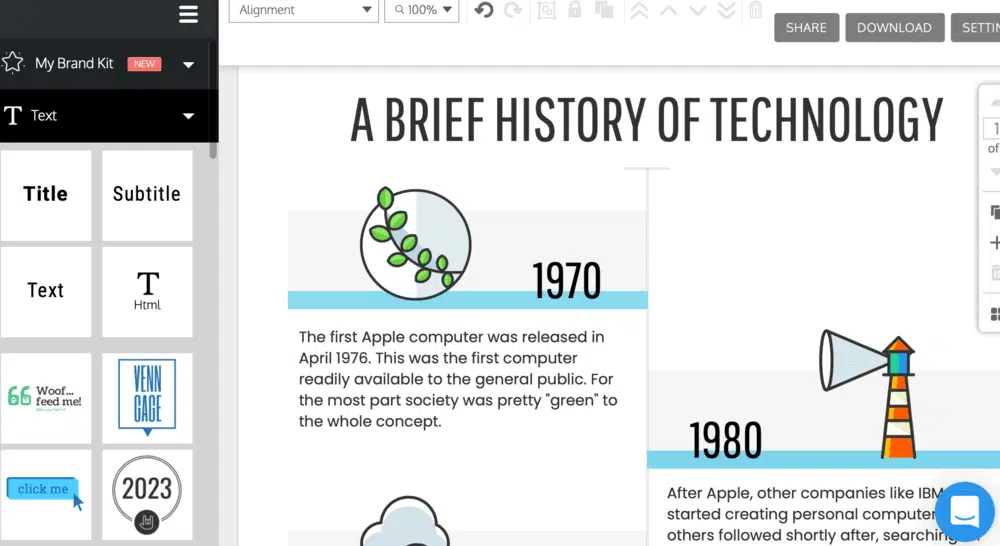 Alignment
100%
SHARE
DOWNLOAD
My Brand Kit
NEW
T Text
Title
Subtitle
Text
T
Html
66 Woof...
feed me!
VENN
GAGE
click me
2023
A BRIEF HISTORY OF TECHNOLOGY
1970
The first Apple computer was released in
April 1976. This was the first computer
readily available to the general public. For
the most part society was pretty "green" to
the whole concept.
1980
After Apple, other companies like IBM
started creating personal computer
others followed shortly after, searching
1
of